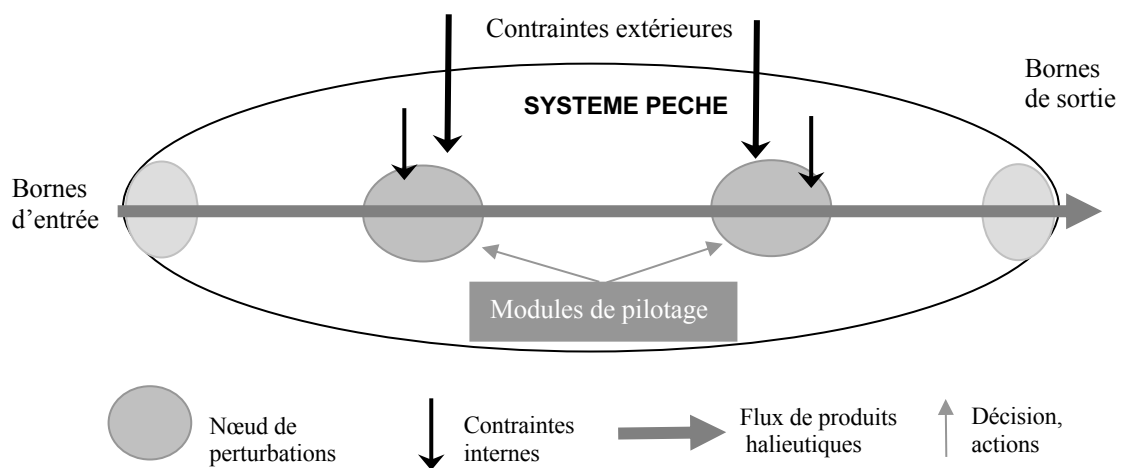 Contraintes extérieures
Bornes
de sortie
SYSTEME PECHE
Bornes
d’entrée
Modules de pilotage
Nœud de
perturbations
Contraintes
internes
Flux de produits
halieutiques
Décision,
actions